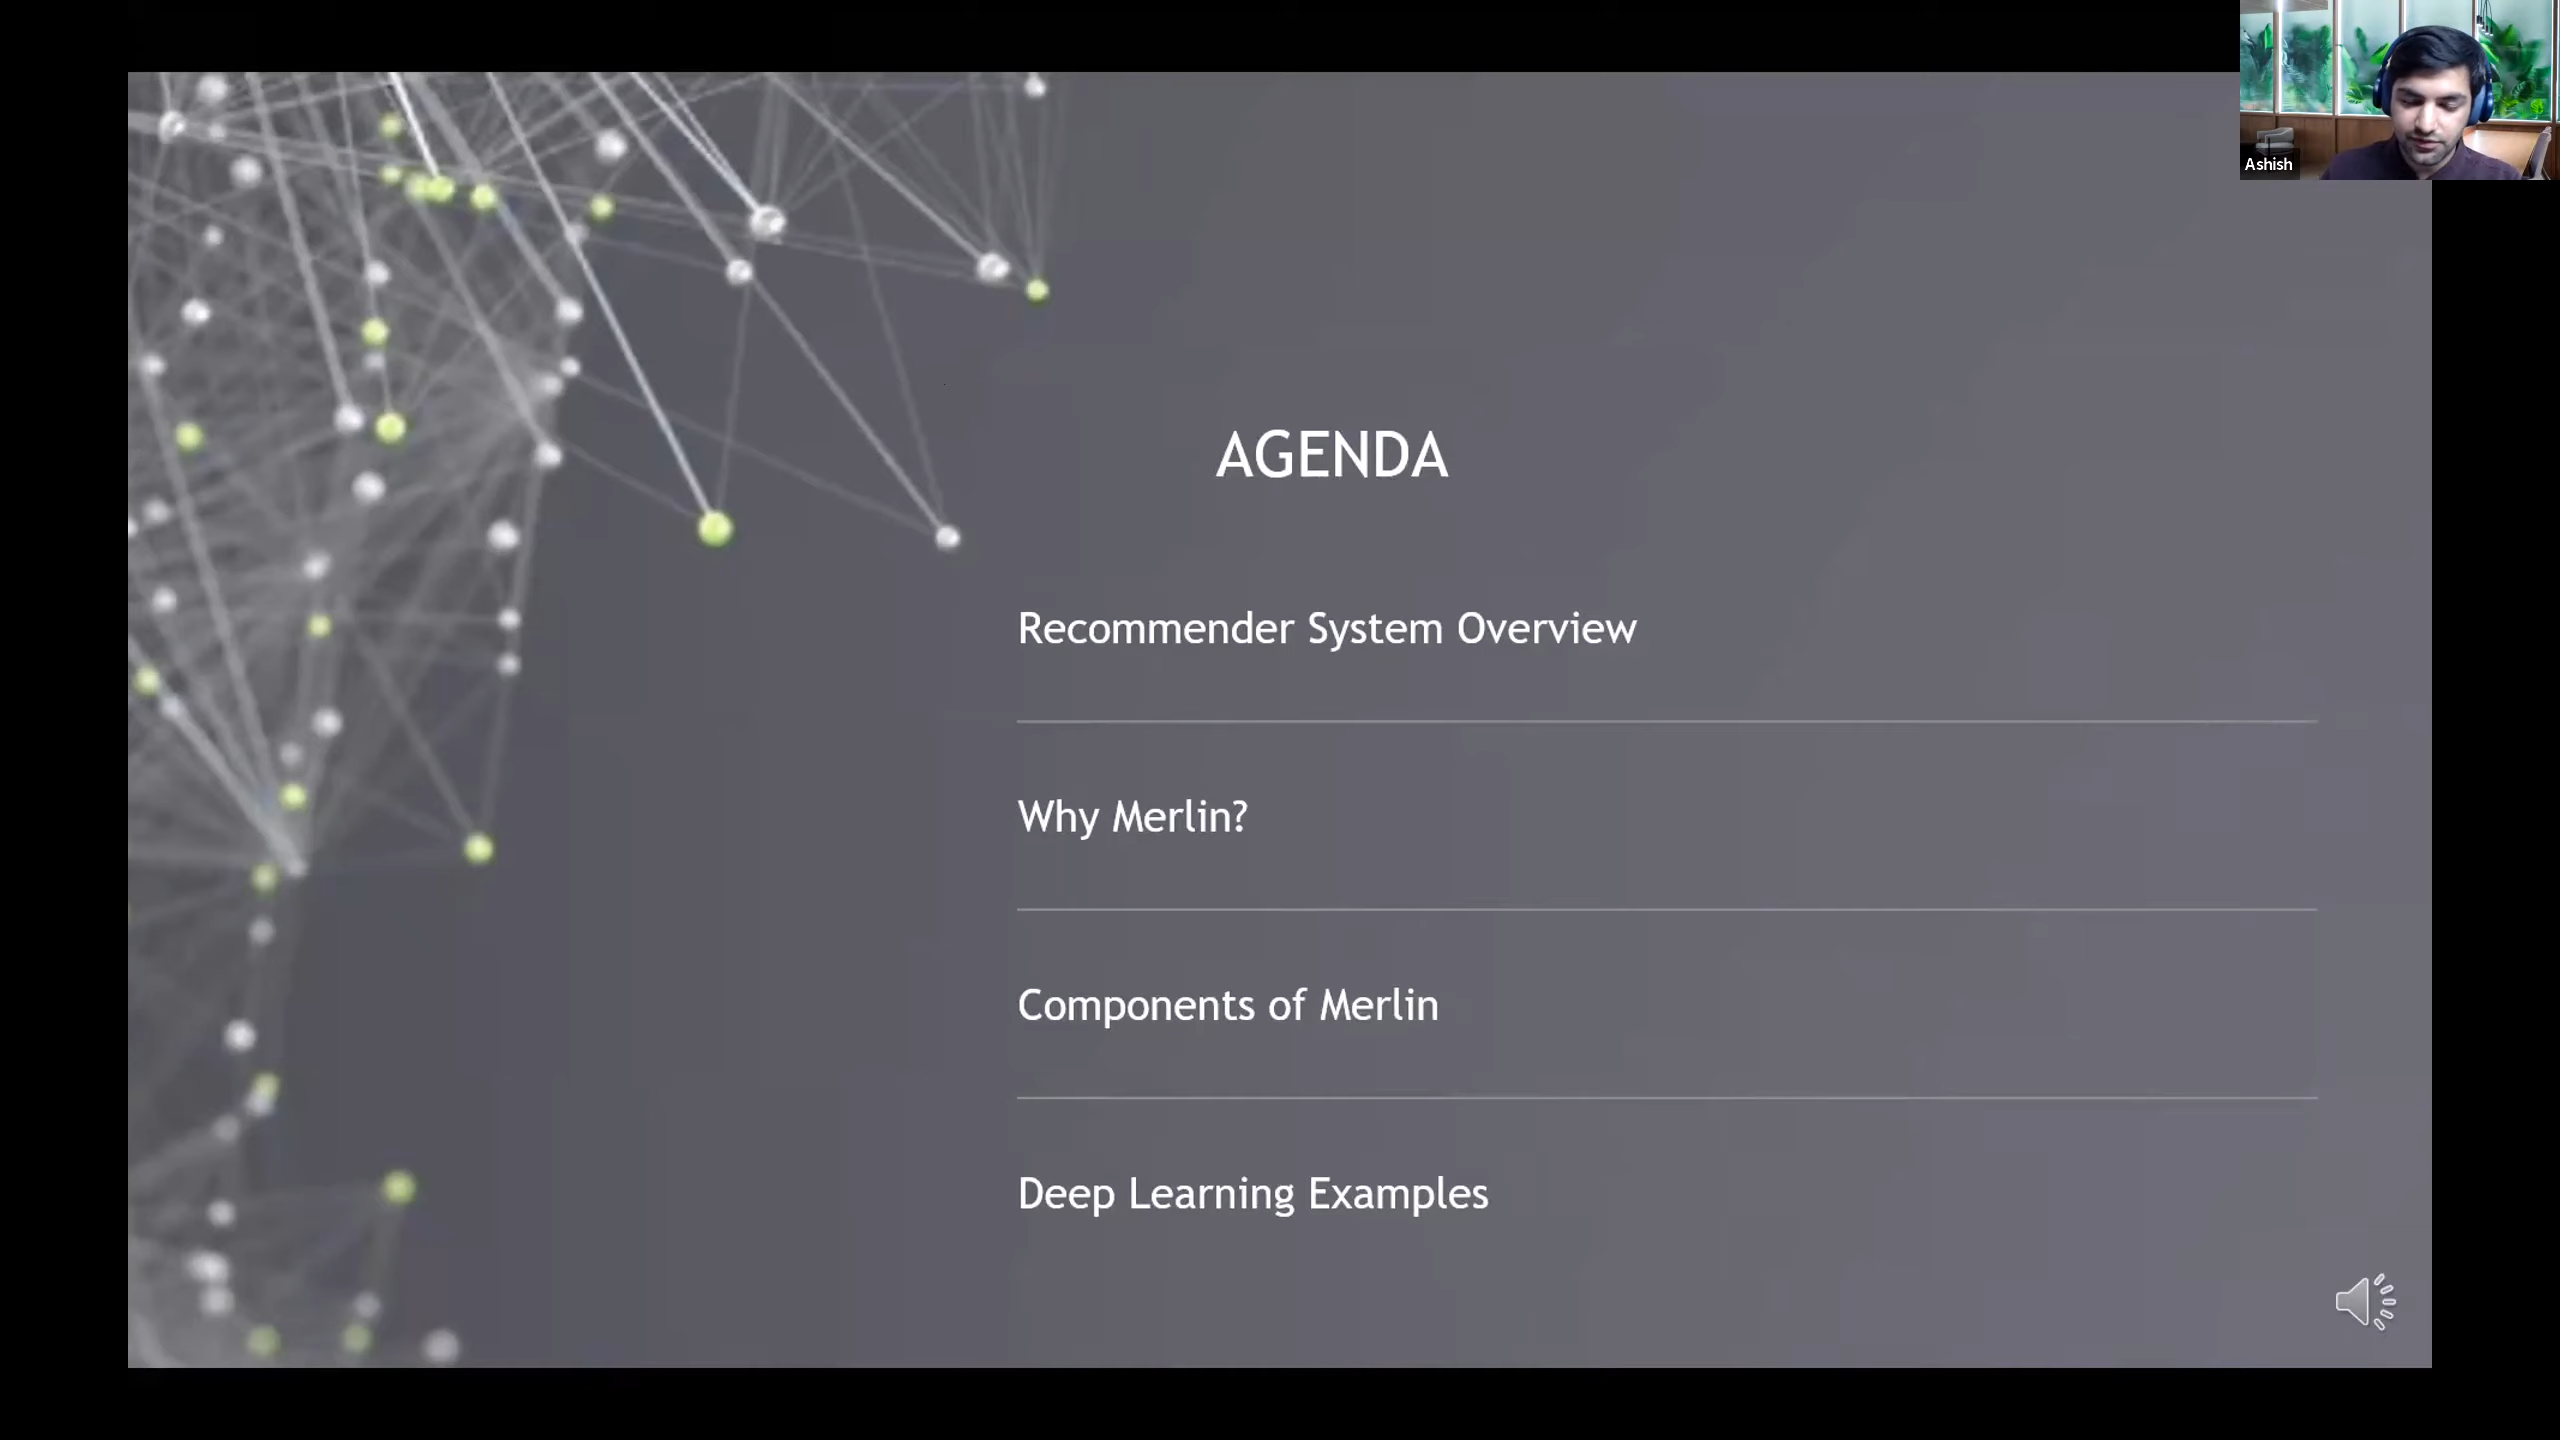 Ashish
AGENDA
Recommender System Overview
Why Merlin?
Components of Merlin
Deep Learning Examples